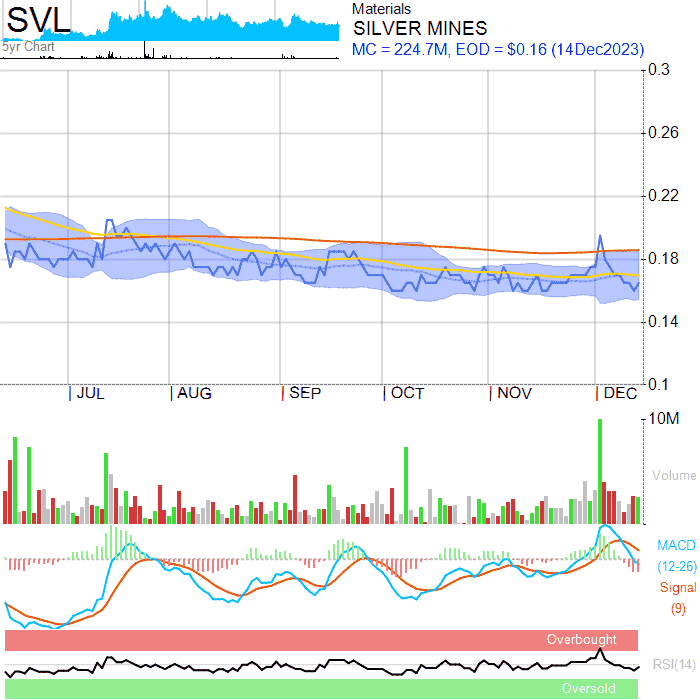 SVL
5yr Chart
Materials
SILVER MINES
MC = 224.7M, EOD = $0.16 (14Dec2023)
0.3
0.26
0.22
0.18
0.14
0.1
JUL AUG SEP OCT NOV DEC
10M
Volume
MACD
(12-26)
Signal
(9)
Overbought
RSI(14)
Oversold